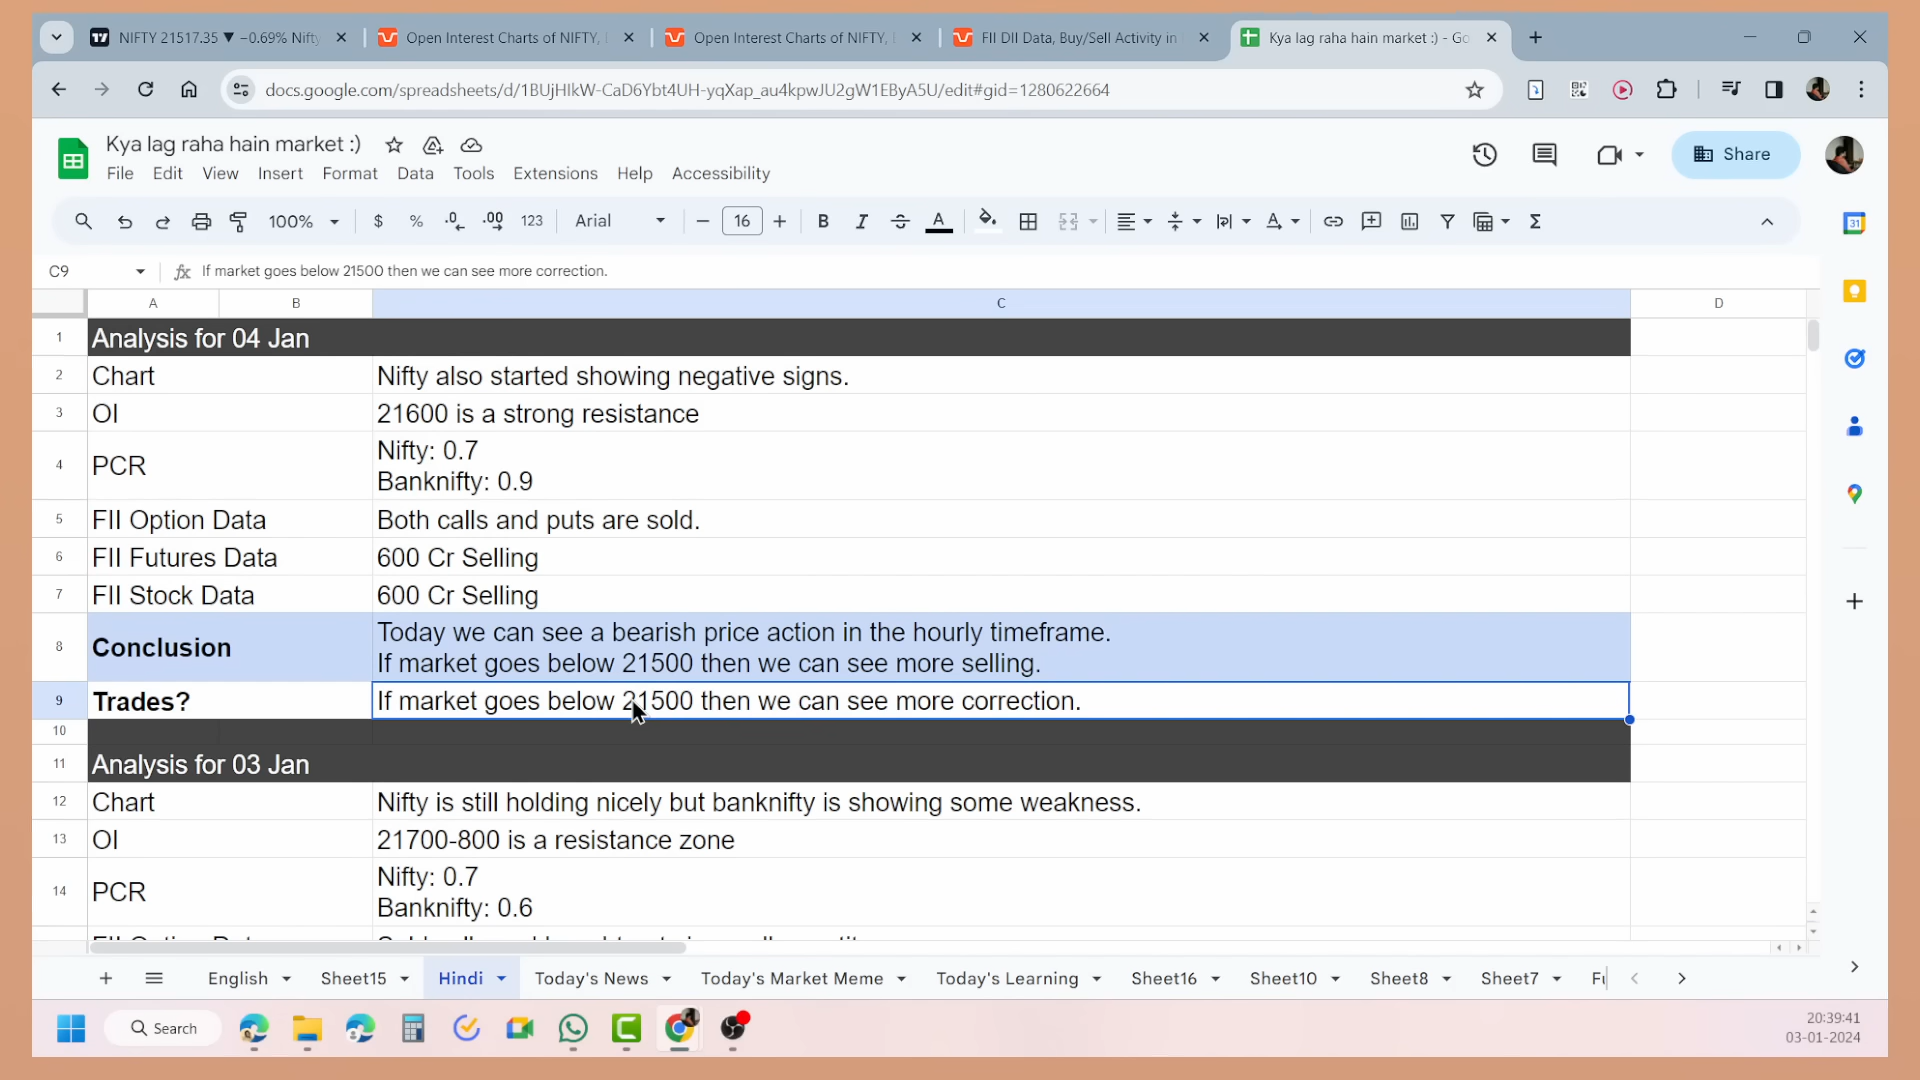 NIFTY 21517.35 ▼ −0.69% Nifty
Open Interest Charts of NIFTY,
Open Interest Charts of NIFTY,
FII DII Data, Buy/Sell Activity in
Kya lag raha hain market :) - Go
docs.google.com/spreadsheets/d/1BUjHIkW-CaD6Ybt4UH-yqXap_au4kpwJU2gW1EByA5U/edit#gid=1280622664
Kya lag raha hain market :)
File Edit View Insert Format Data Tools Extensions Help Accessibility
Share
100% $ % .0 .00 123 Arial 16 B I S A
C9 fx If market goes below 21500 then we can see more correction.
A B C D
1 Analysis for 04 Jan
2 Chart Nifty also started showing negative signs.
3 OI 21600 is a strong resistance
4 PCR Nifty: 0.7
Banknifty: 0.9
5 FII Option Data Both calls and puts are sold.
6 FII Futures Data 600 Cr Selling
7 FII Stock Data 600 Cr Selling
8 Conclusion Today we can see a bearish price action in the hourly timeframe.
If market goes below 21500 then we can see more selling.
9 Trades? If market goes below 21500 then we can see more correction.
10
11 Analysis for 03 Jan
12 Chart Nifty is still holding nicely but banknifty is showing some weakness.
13 OI 21700-800 is a resistance zone
14 PCR Nifty: 0.7
Banknifty: 0.6
English Sheet15 Hindi Today's News Today's Market Meme Today's Learning Sheet16 Sheet10 Sheet8 Sheet7
Search
20:39:41
03-01-2024